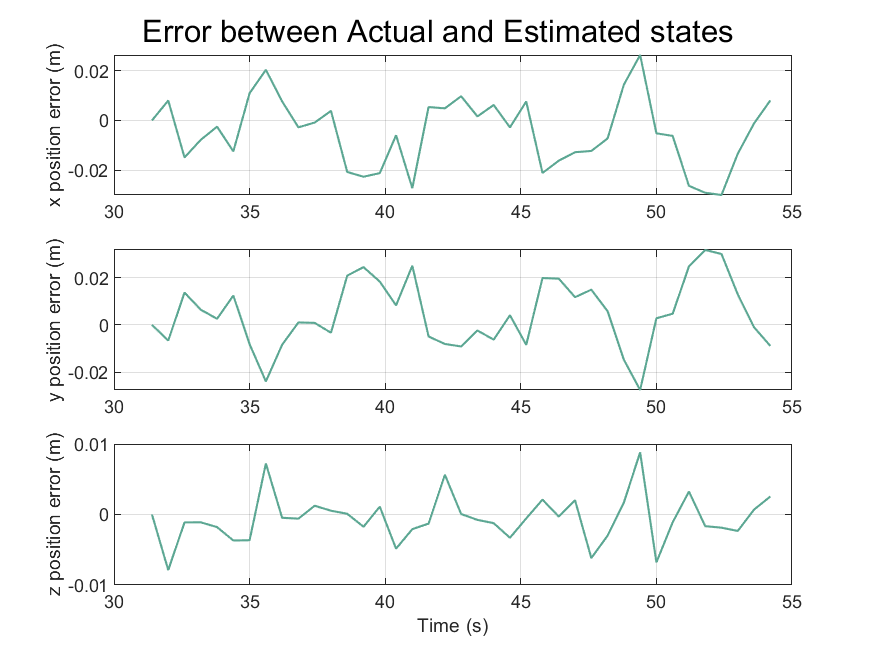 Error between Actual and Estimated states
x position error (m)
0.02
0
-0.02
30 35 40 45 50 55
y position error (m)
0.02
0
-0.02
30 35 40 45 50 55
z position error (m)
0.01
0
-0.01
30 35 40 45 50 55
Time (s)